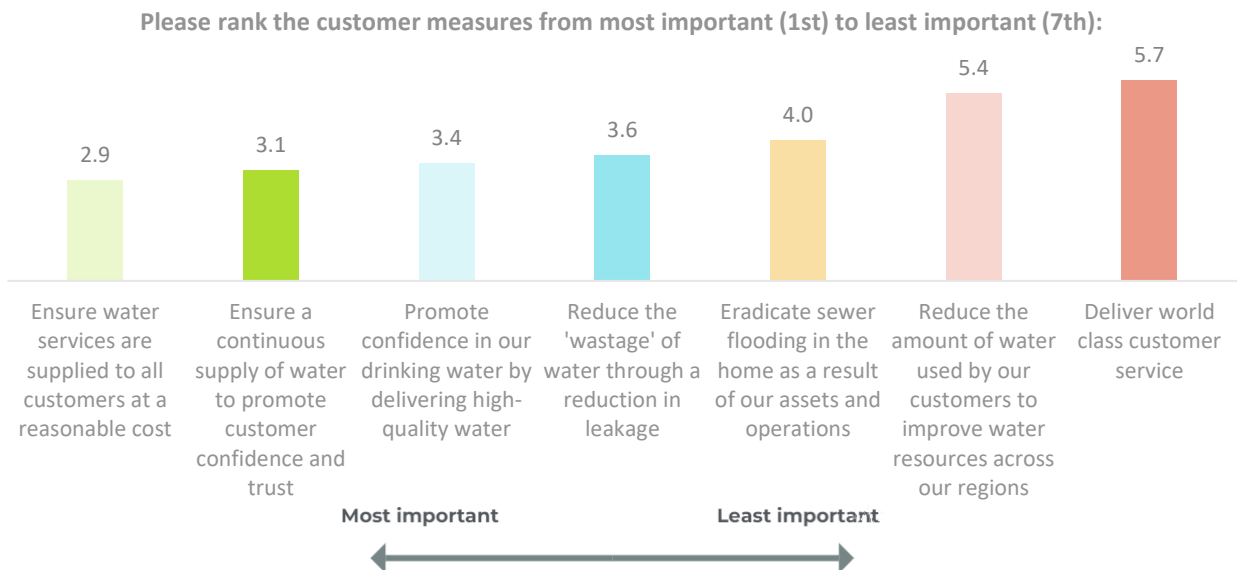 Please rank the customer measures from most important (1st) to least important (7th):
2.9
3.1
3.4
3.6
4.0
5.4
5.7
Ensure water
services are
supplied to all
customers at a
reasonable cost
Ensure a
continuous
supply of water
to promote
customer
confidence and
trust
Promote
confidence in our
drinking water by
delivering high-
quality water
Reduce the
'wastage' of
water through a
reduction in
leakage
Eradicate sewer
flooding in the
home as a result
of our assets and
operations
Reduce the
amount of water
used by our
customers to
improve water
resources across
our regions
Deliver world
class customer
service
Most important
Least important